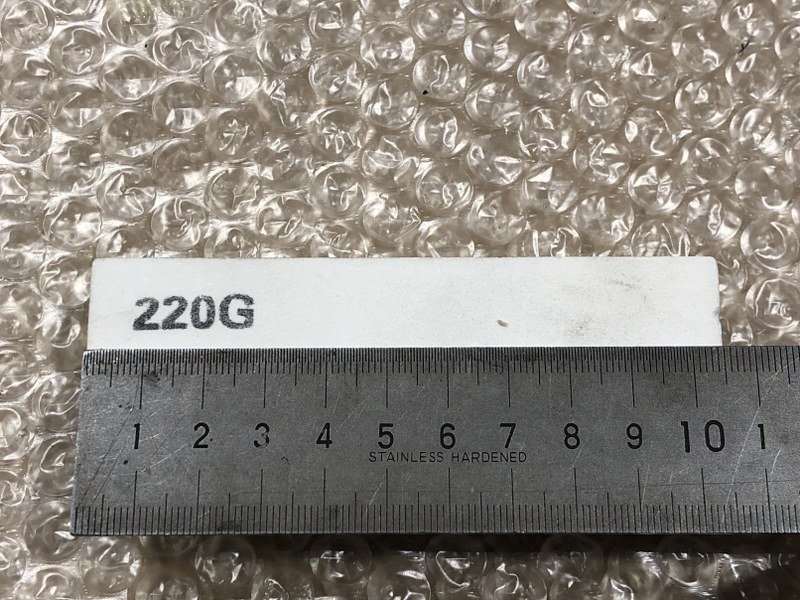 220G
1 2 3 4 5 6 7 8 9 10 1
STAINLESS HARDENED